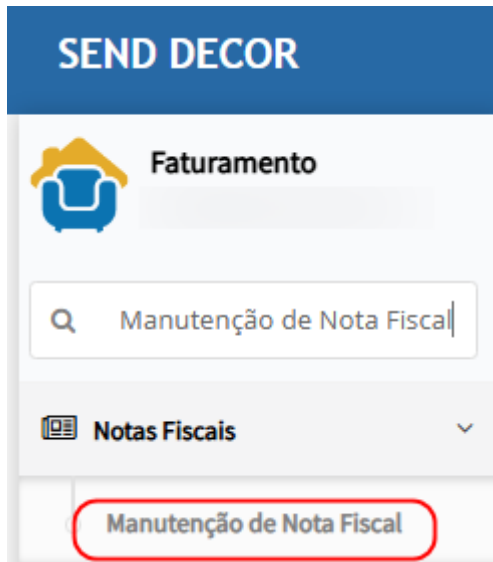 SEND DECOR
Faturamento
Manutenção de Nota Fiscal
Notas Fiscais
Manutenção de Nota Fiscal